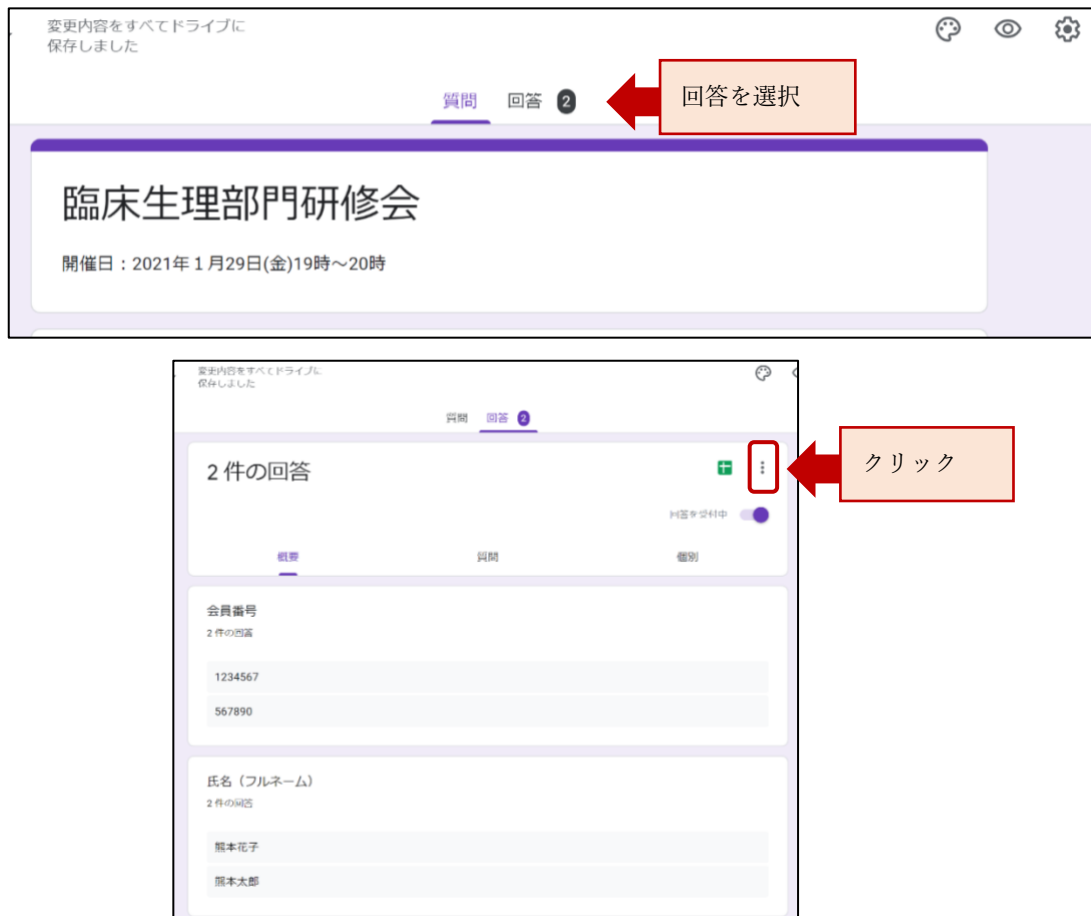 変更内容をすべてドライブに
保存しました
質問 回答 2
回答を選択
臨床生理部門研修会
開催日：2021年１月29日(金)19時～20時
変更内容をすべてドライブに
保存しました
質問 回答 2
2 件の回答
クリック
回答を受付中
概要 質問 個別
会員番号
2 件の回答
1234567
567890
氏名（フルネーム）
2 件の回答
熊本花子
熊本太郎